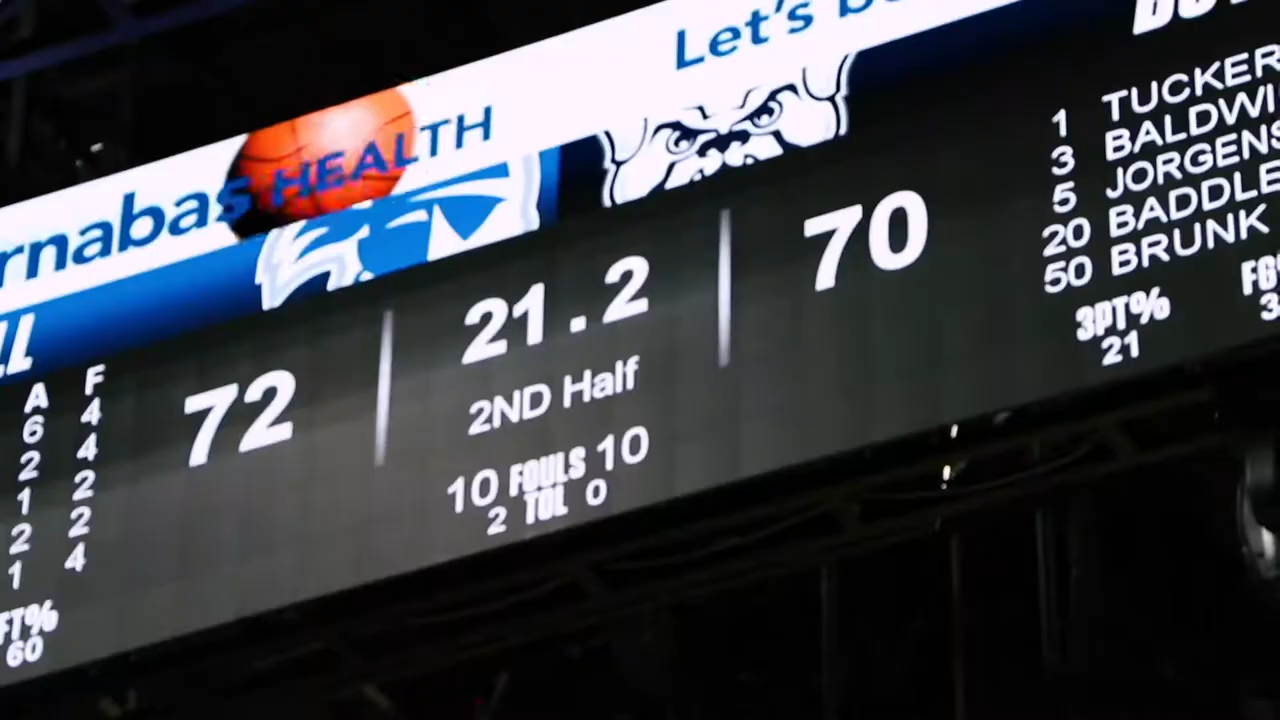 Let's
rnabas HEALTH
1 TUCKER
3 BALDWI
5 JORGENS
20 BADDLE
50 BRUNK
3PT%
21
70
21.2
2ND Half
10 FOULS 10
2 TOL 0
72
A F
6 4
2 4
1 2
2 2
1 4
FT%
60